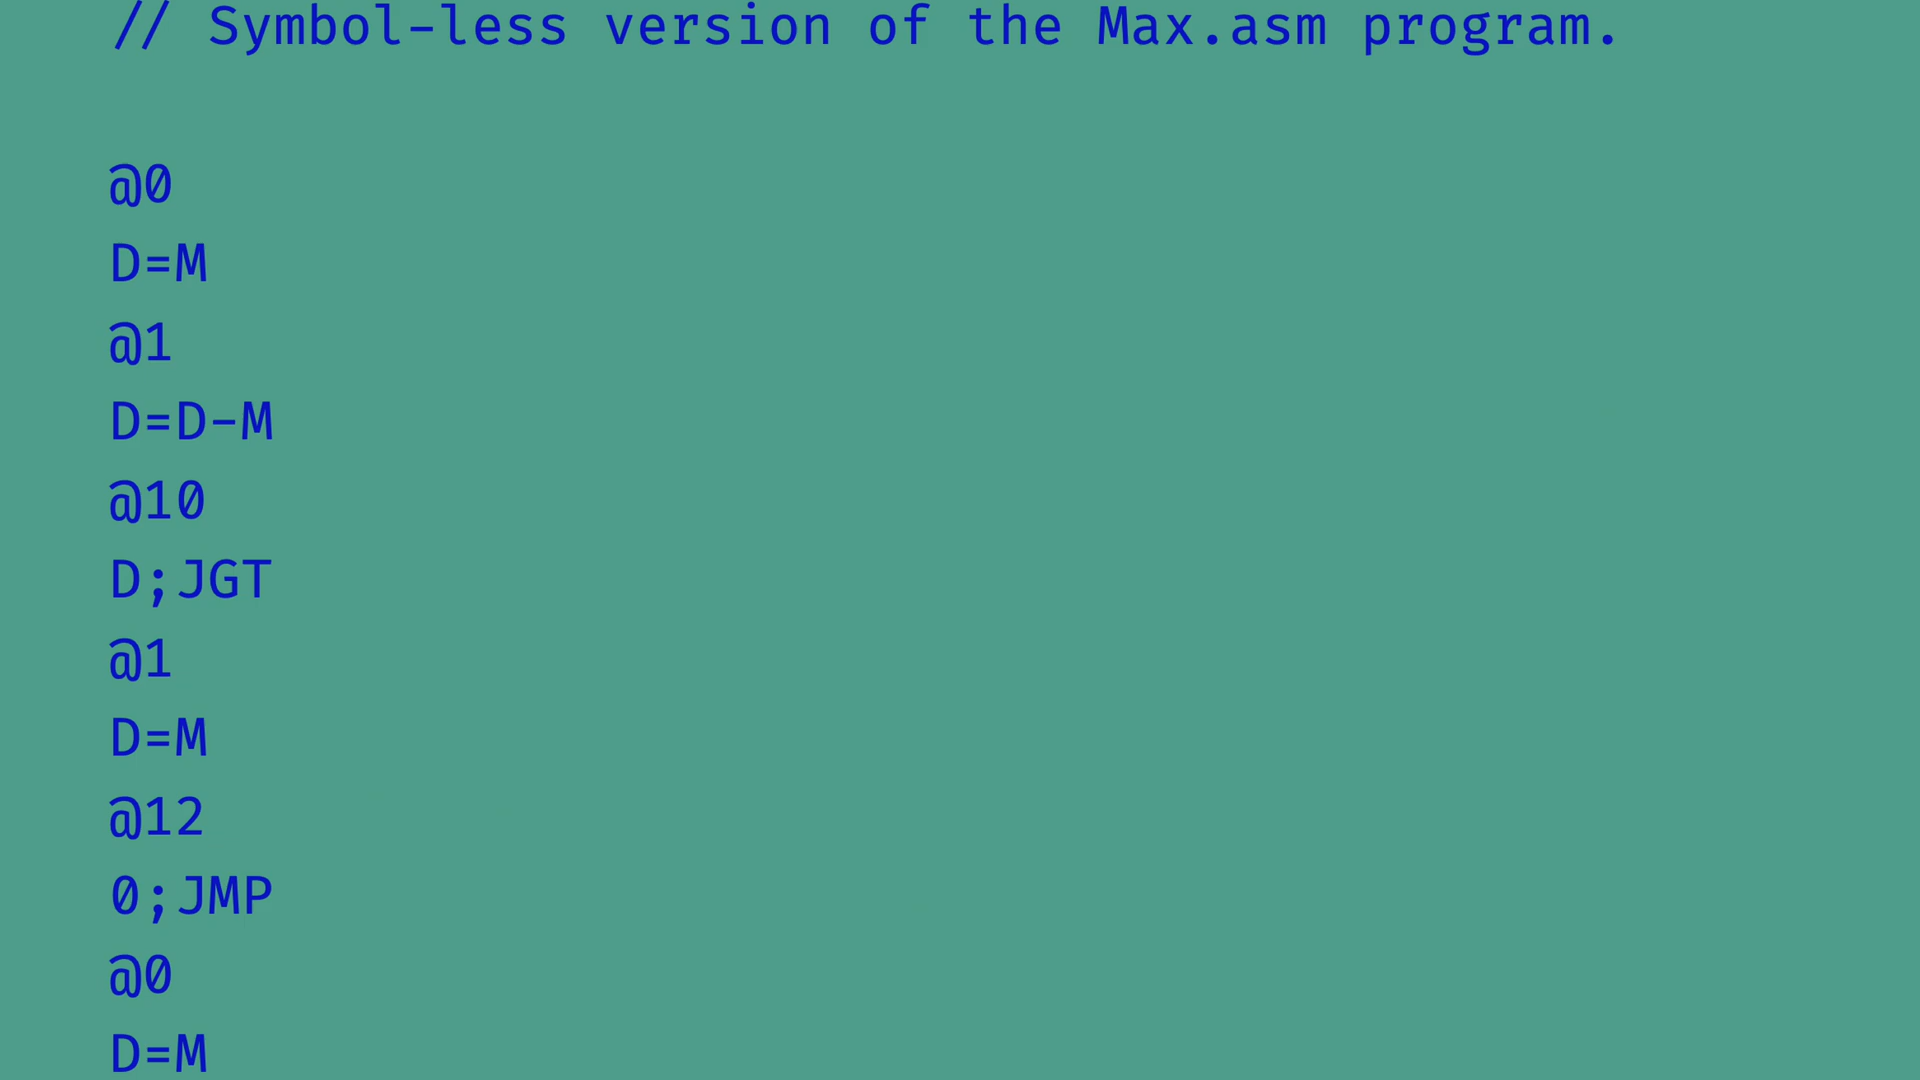 // Symbol-less version of the Max.asm program.
@0
D=M
@1
D=D-M
@10
D;JGT
@1
D=M
@12
0;JMP
@0
D=M